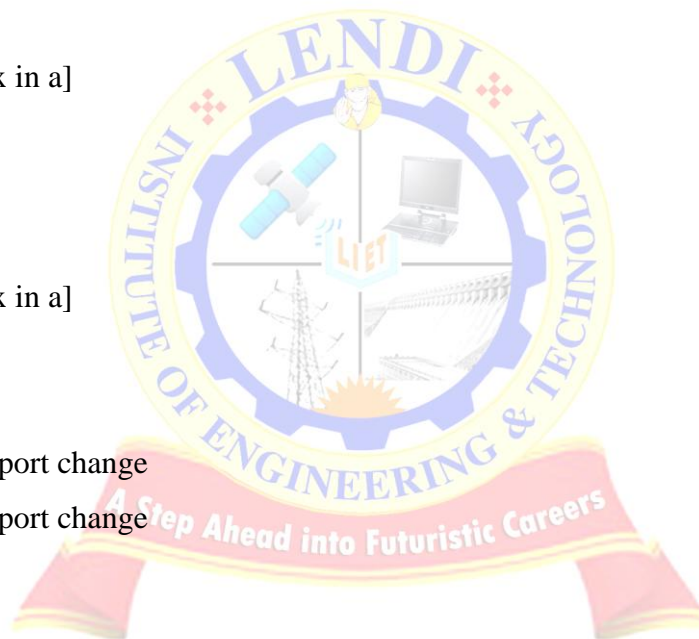 LENDI
INSTITUTE OF ENGINEERING & TECHNOLOGY
LIET
A Step Ahead into Futuristic Careers
x in a]
x in a]
port change
port change